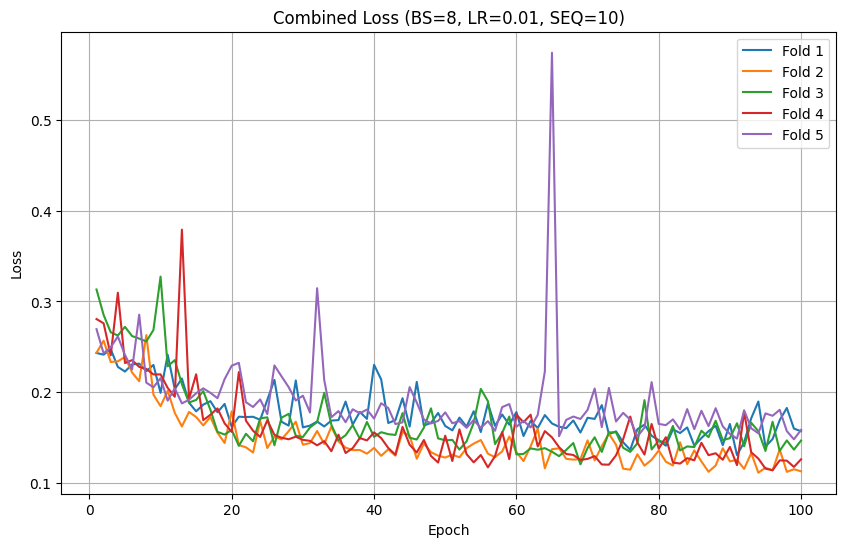 Combined Loss (BS=8, LR=0.01, SEQ=10)
Fold 1
Fold 2
Fold 3
Fold 4
Fold 5
Loss
0.5
0.4
0.3
0.2
0.1
0 20 40 60 80 100
Epoch